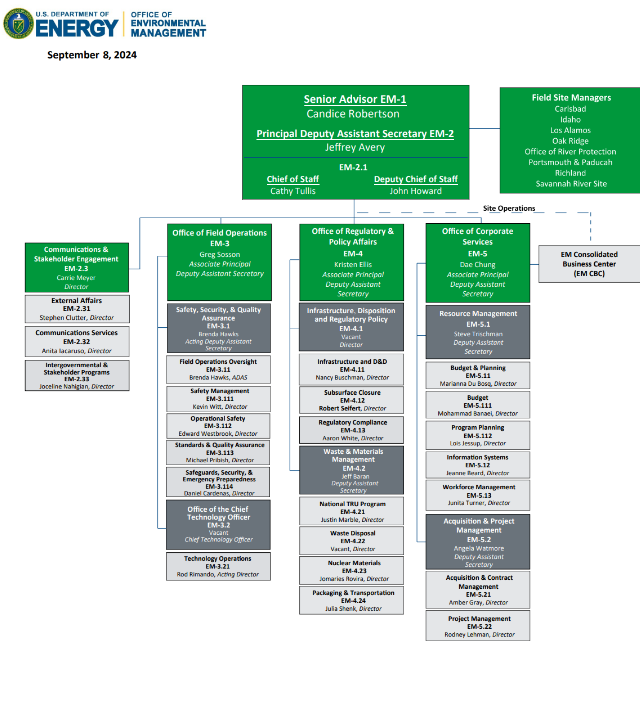 U.S. DEPARTMENT OF
ENERGY
OFFICE OF
ENVIRONMENTAL
MANAGEMENT
September 8, 2024
Senior Advisor EM-1
Candice Robertson
Principal Deputy Assistant Secretary EM-2
Jeffrey Avery
EM-2.1
Chief of Staff
Cathy Tullis
Deputy Chief of Staff
John Howard
Field Site Managers
Carlsbad
Idaho
Los Alamos
Oak Ridge
Office of River Protection
Portsmouth & Paducah
Richland
Savannah River Site
Site Operations
EM Consolidated
Business Center
(EM CBC)
Communications &
Stakeholder Engagement
EM-2.3
Carrie Meyer
Director
External Affairs
EM-2.31
Stephen Clutter, Director
Communications Services
EM-2.32
Anita Iacaruso, Director
Intergovernmental &
Stakeholder Programs
EM-2.33
Joceline Nahigian, Director
Office of Field Operations
EM-3
Greg Sosson
Associate Principal
Deputy Assistant Secretary
Safety, Security, & Quality
Assurance
EM-3.1
Brenda Hawks
Acting Deputy Assistant
Secretary
Field Operations Oversight
EM-3.11
Brenda Hawks, ADAS
Safety Management
EM-3.111
Kevin Witt, Director
Operational Safety
EM-3.112
Edward Westbrook, Director
Standards & Quality Assurance
EM-3.113
Michael Pribish, Director
Safeguards, Security, &
Emergency Preparedness
EM-3.114
Daniel Cardenas, Director
Office of the Chief
Technology Officer
EM-3.2
Vacant
Chief Technology Officer
Technology Operations
EM-3.21
Rod Rimando, Acting Director
Office of Regulatory &
Policy Affairs
EM-4
Kristen Ellis
Associate Principal
Deputy Assistant
Secretary
Infrastructure, Disposition
and Regulatory Policy
EM-4.1
Vacant
Director
Infrastructure and D&D
EM-4.11
Nancy Buschman, Director
Subsurface Closure
EM-4.12
Robert Seifert, Director
Regulatory Compliance
EM-4.13
Aaron White, Director
Waste & Materials
Management
EM-4.2
Jeff Baran
Deputy Assistant
Secretary
National TRU Program
EM-4.21
Justin Marble, Director
Waste Disposal
EM-4.22
Vacant, Director
Nuclear Materials
EM-4.23
Jomaries Rovira, Director
Packaging & Transportation
EM-4.24
Julia Shenk, Director
Office of Corporate
Services
EM-5
Dae Chung
Associate Principal
Deputy Assistant
Secretary
Resource Management
EM-5.1
Steve Trischman
Deputy Assistant
Secretary
Budget & Planning
EM-5.11
Marianna Du Bosq, Director
Budget
EM-5.111
Mohammad Banaei, Director
Program Planning
EM-5.112
Lois Jessup, Director
Information Systems
EM-5.12
Jeanne Beard, Director
Workforce Management
EM-5.13
Junita Turner, Director
Acquisition & Project
Management
EM-5.2
Angela Watmore
Deputy Assistant
Secretary
Acquisition & Contract
Management
EM-5.21
Amber Gray, Director
Project Management
EM-5.22
Rodney Lehman, Director